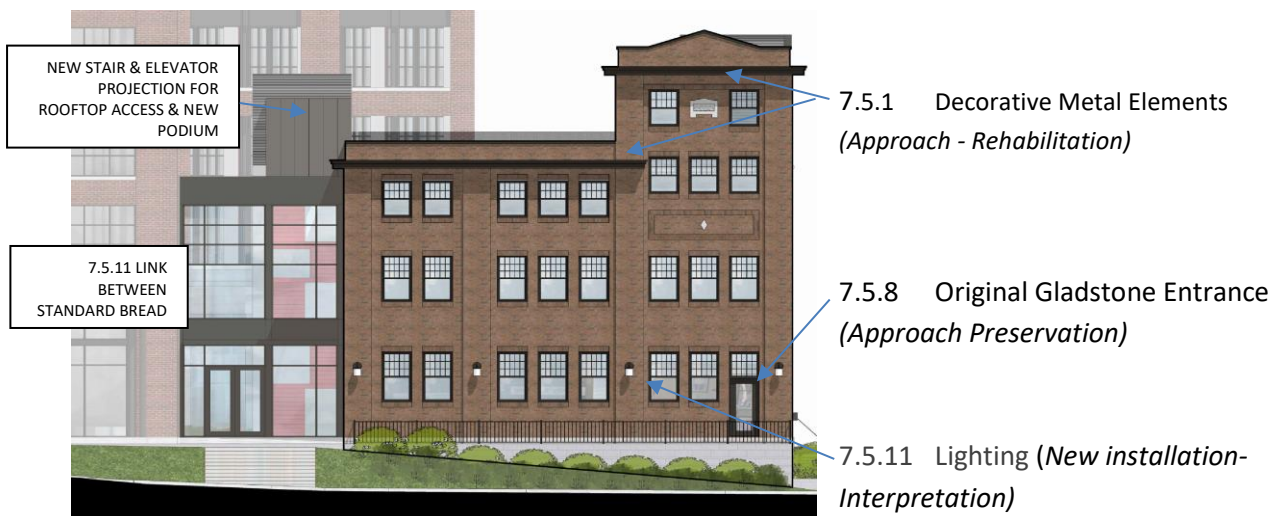 NEW STAIR & ELEVATOR
PROJECTION FOR
ROOFTOP ACCESS & NEW
PODIUM
7.5.11 LINK
BETWEEN
STANDARD BREAD
7.5.1 Decorative Metal Elements
(Approach - Rehabilitation)
7.5.8 Original Gladstone Entrance
(Approach Preservation)
7.5.11 Lighting (New installation-
Interpretation)